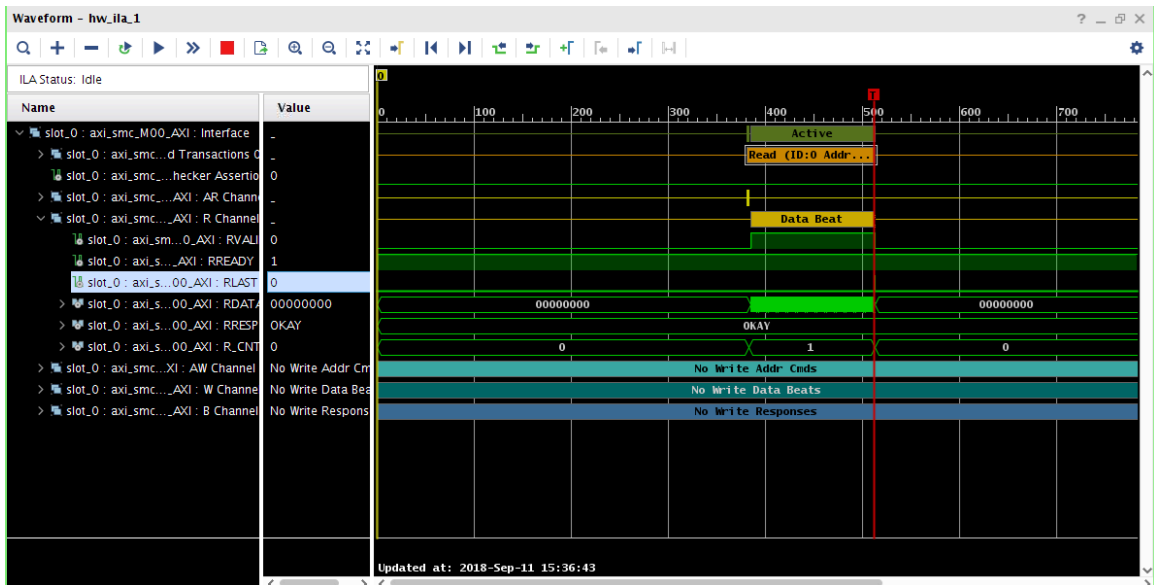 Waveform - hw_ila_1
ILA Status: Idle
0
Name Value
0 100 200 300 400 500 600 700
T
slot_0 : axi_smc_M00_AXI : Interface _ Active
slot_0 : axi_smc...d Transactions 0 _ Read (ID:0 Addr...
slot_0 : axi_smc_...hecker Assertio 0
slot_0 : axi_smc_...AXI : AR Chann _
slot_0 : axi_smc..._AXI : R Channel _ Data Beat
slot_0 : axi_sm...0_AXI : RVALI 0
slot_0 : axi_s..._AXI : RREADY 1
slot_0 : axi_s...00_AXI : RLAST 0
slot_0 : axi_s...00_AXI : RDATA 00000000 00000000 00000000
slot_0 : axi_s...00_AXI : RRESP OKAY OKAY
slot_0 : axi_s...00_AXI : R_CNT 0 0 1 0
slot_0 : axi_smc...XI : AW Channel No Write Addr Cm No Write Addr Cmds
slot_0 : axi_smc..._AXI : W Channe No Write Data Bea No Write Data Beats
slot_0 : axi_smc..._AXI : B Channel No Write Respons No Write Responses
Updated at: 2018-Sep-11 15:36:43